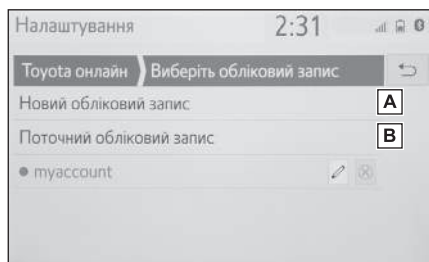 Налаштування 2:31
Toyota онлайн Виберіть обліковий запис
Новий обліковий запис A
Поточний обліковий запис B
myaccount